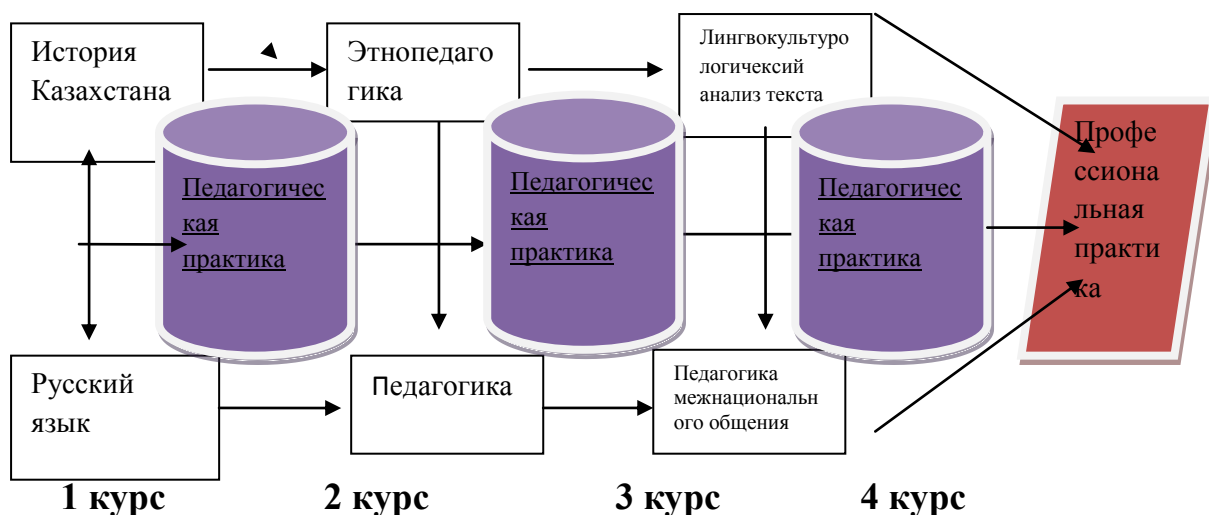 История
Казахстана
Этнопедаго
гика
Лингвокультуро
логичексий
анализ текста
Педагогичес
кая
практика
Педагогичес
кая
практика
Педагогичес
кая
практика
Профе
ссиона
льная
практи
ка
Русский
язык
Педагогика
Педагогика
межнациональн
ого общения
1 курс
2 курс
3 курс
4 курс